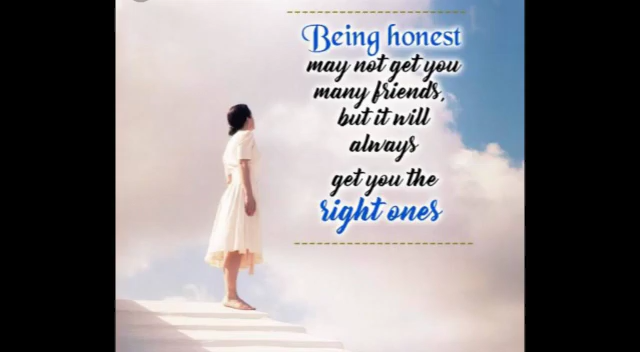 Being honest
may not get you
many friends,
but it will
always
get you the
right ones